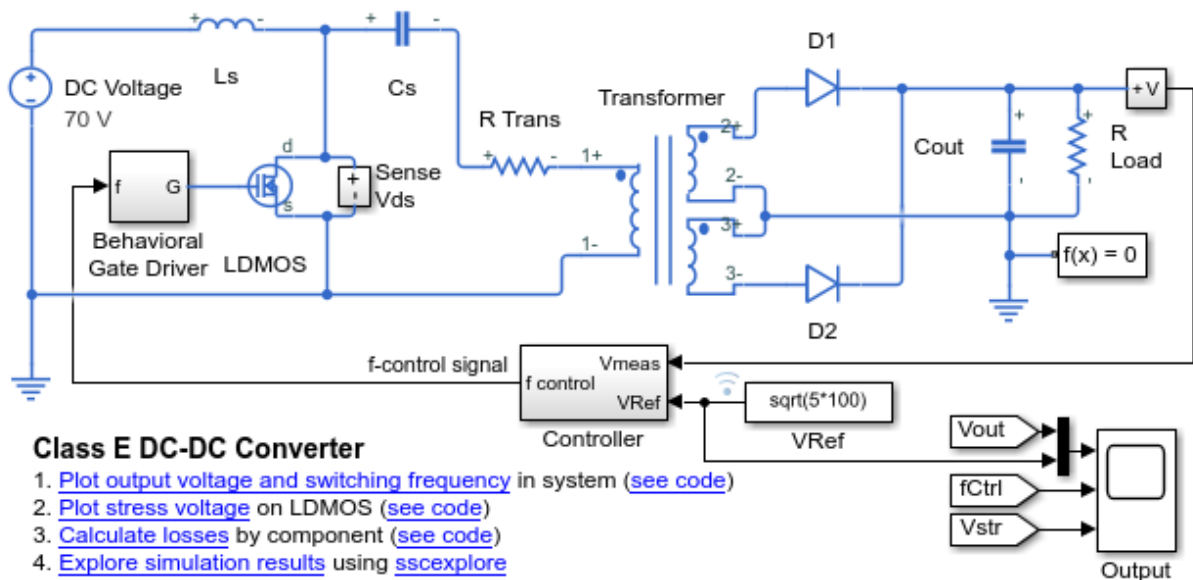 + -
+ -
D1
Ls
Cs
DC Voltage
70 V
Transformer
+ V
R Trans
2+
+ +
Cout
R
Load
d
+ -
1+
Sense
Vds
+
-
f G
2-
- -
s
3+
Behavioral
Gate Driver
LDMOS
1-
3-
f(x) = 0
D2
f-control signal
Vmeas
f control
VRef
sqrt(5*100)
Controller
VRef
Vout
fCtrl
Vstr
Output
Class E DC-DC Converter
1. Plot output voltage and switching frequency in system (see code)
2. Plot stress voltage on LDMOS (see code)
3. Calculate losses by component (see code)
4. Explore simulation results using sscexplore